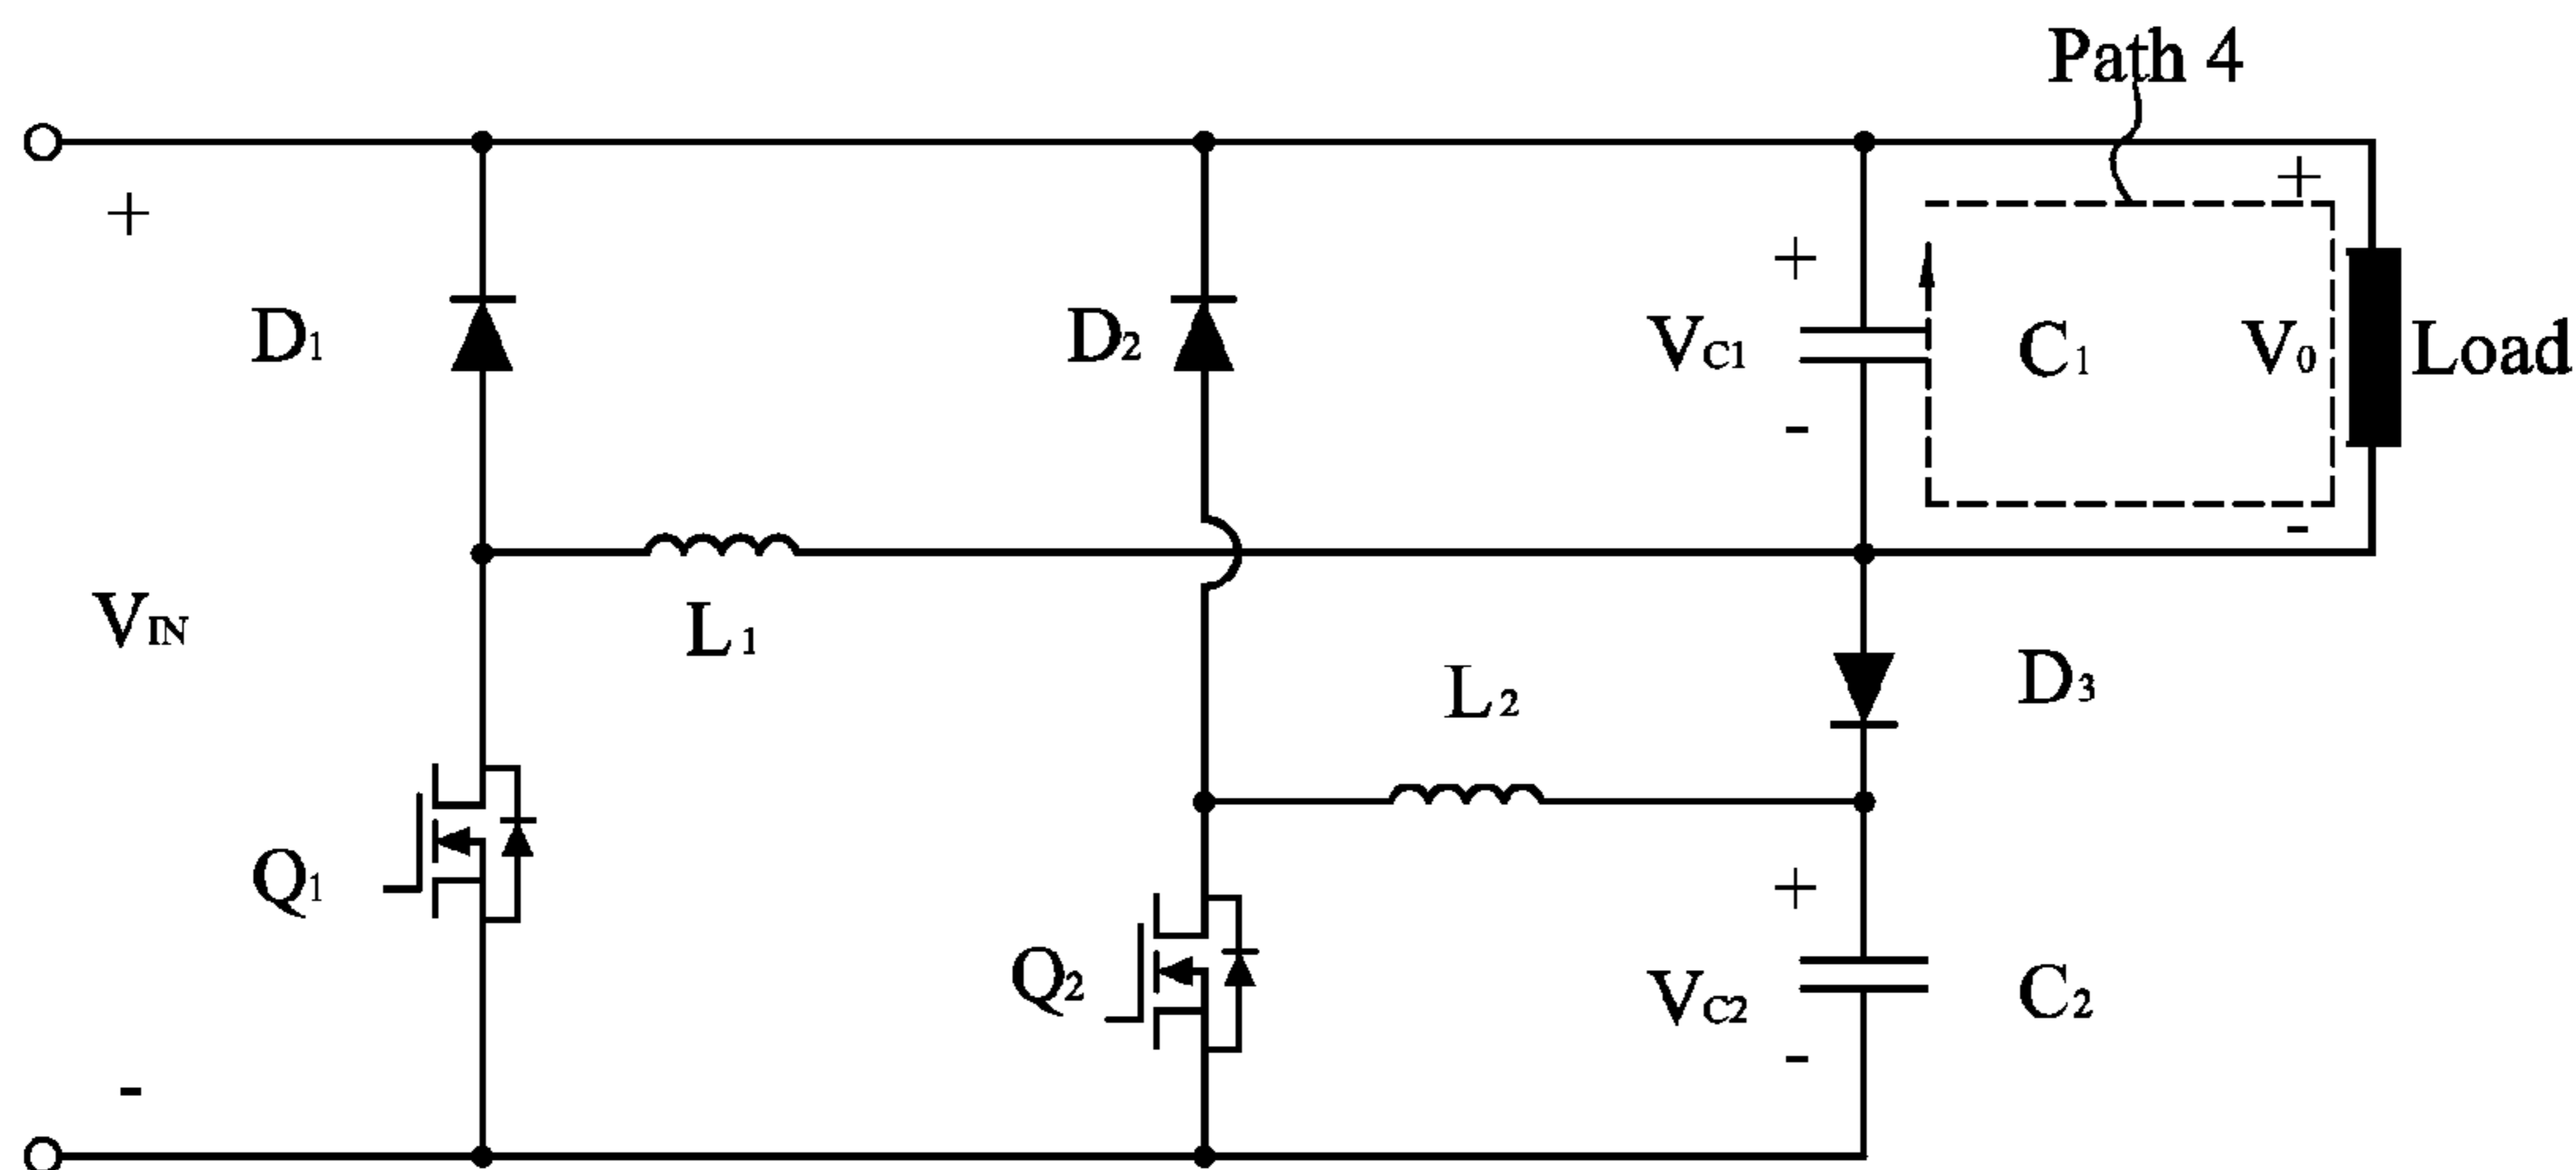 Path 4
+
+
+
D1
D2
VC1
C1
V0
Load
-
-
VIN
L1
L2
D3
Q1
+
Q2
VC2
C2
-
-